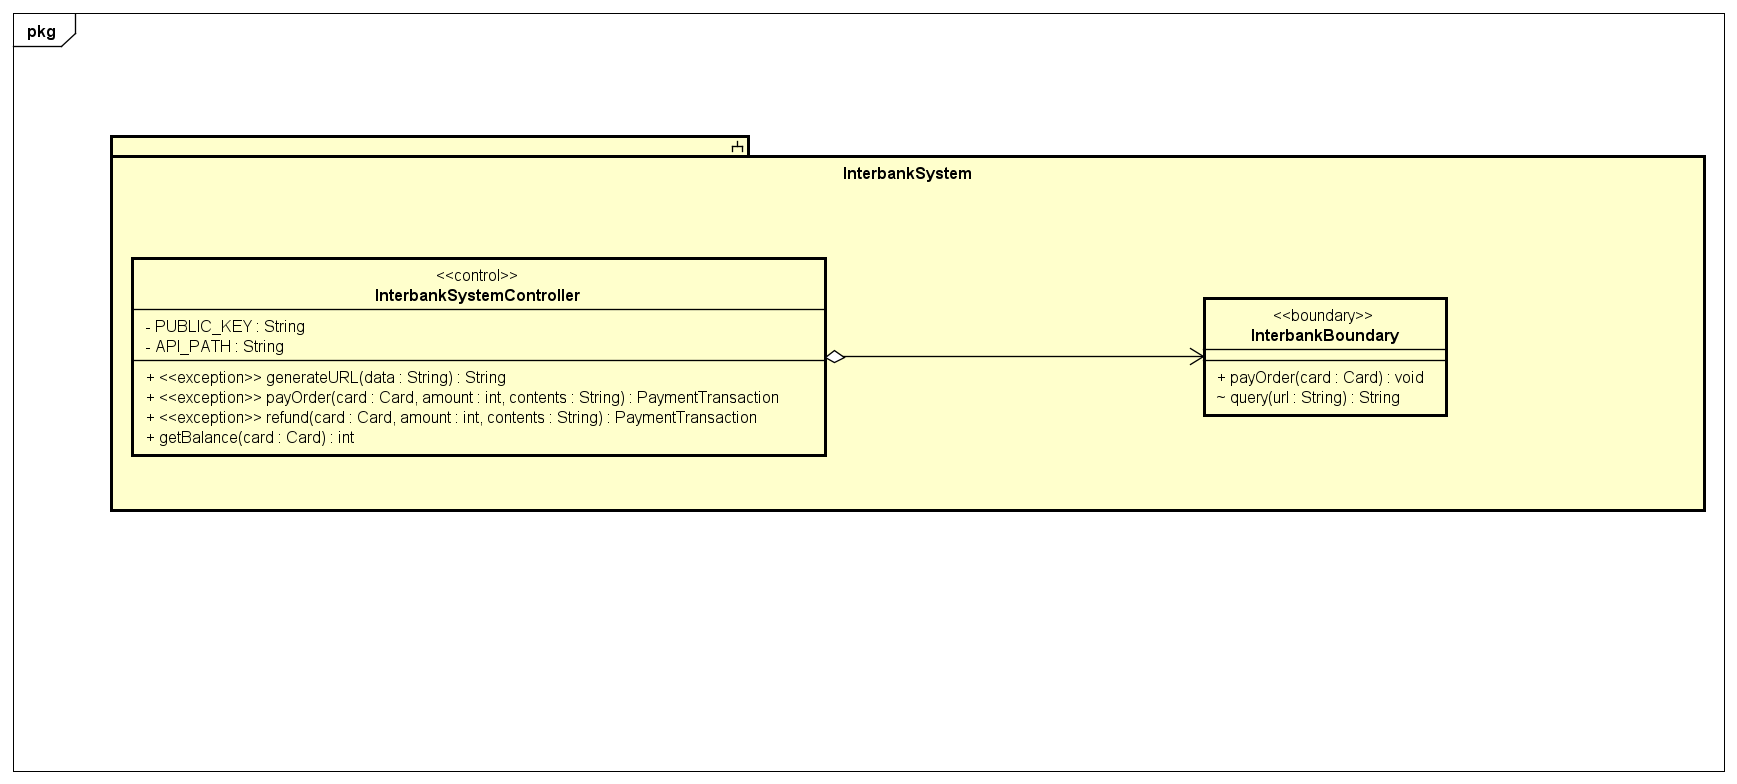 pkg
InterbankSystem
<<control>>
InterbankSystemController
- PUBLIC_KEY : String
- API_PATH : String
+ <<exception>> generateURL(data : String) : String
+ <<exception>> payOrder(card : Card, amount : int, contents : String) : PaymentTransaction
+ <<exception>> refund(card : Card, amount : int, contents : String) : PaymentTransaction
+ getBalance(card : Card) : int
<<boundary>>
InterbankBoundary
+ payOrder(card : Card) : void
~ query(url : String) : String